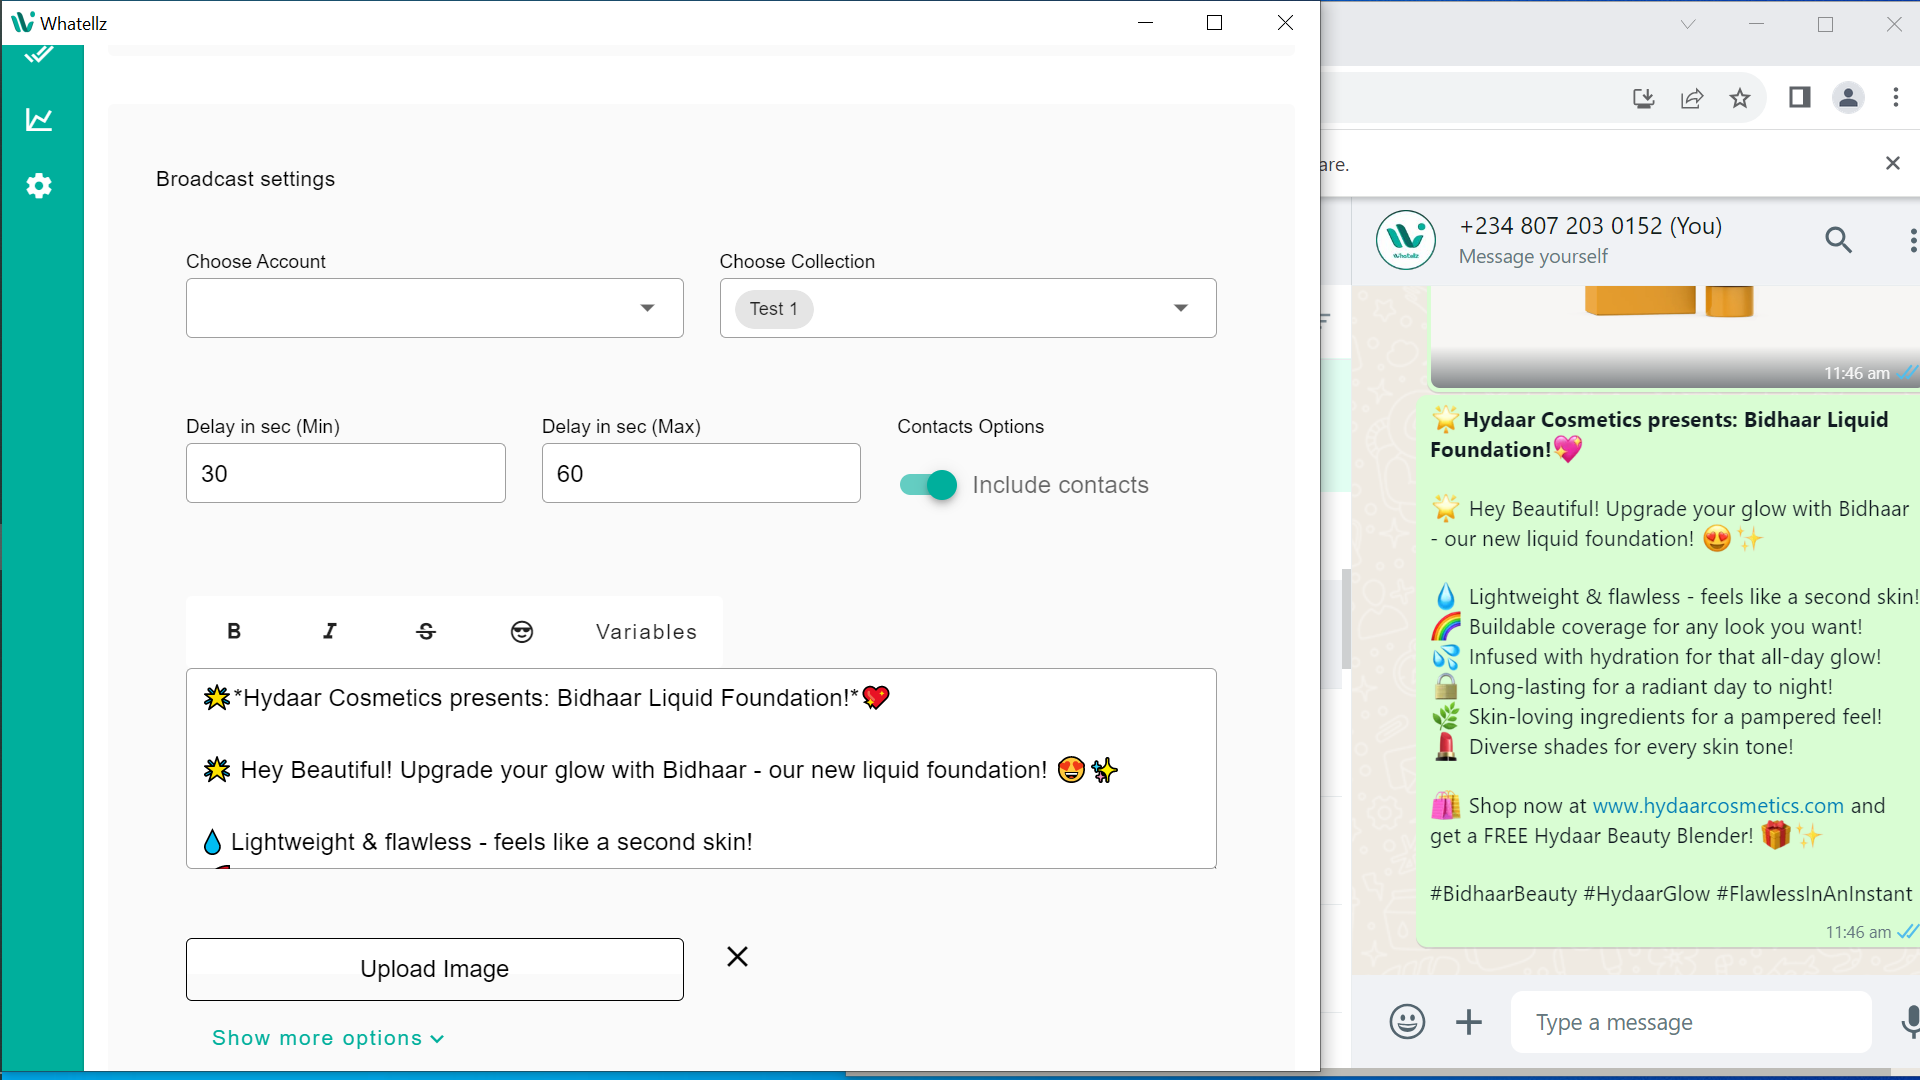 Whatellz
Broadcast settings
Choose Account
Choose Collection
Test 1
Delay in sec (Min)
Delay in sec (Max)
Contacts Options
30
60
Include contacts
B I S 😎 Variables
🌟*Hydaar Cosmetics presents: Bidhaar Liquid Foundation!*💖
🌟 Hey Beautiful! Upgrade your glow with Bidhaar - our new liquid foundation! 😍✨
💧 Lightweight & flawless - feels like a second skin!
Upload Image
Show more options
are.
+234 807 203 0152 (You)
Message yourself
11:46 am
🌟Hydaar Cosmetics presents: Bidhaar Liquid
Foundation!💖
🌟 Hey Beautiful! Upgrade your glow with Bidhaar
- our new liquid foundation! 😍✨
💧 Lightweight & flawless - feels like a second skin!
🌈 Buildable coverage for any look you want!
💦 Infused with hydration for that all-day glow!
🔒 Long-lasting for a radiant day to night!
🌿 Skin-loving ingredients for a pampered feel!
💄 Diverse shades for every skin tone!
🛍️ Shop now at www.hydaarcosmetics.com and
get a FREE Hydaar Beauty Blender! 🎁✨
#BidhaarBeauty #HydaarGlow #FlawlessInAnInstant
11:46 am
Type a message